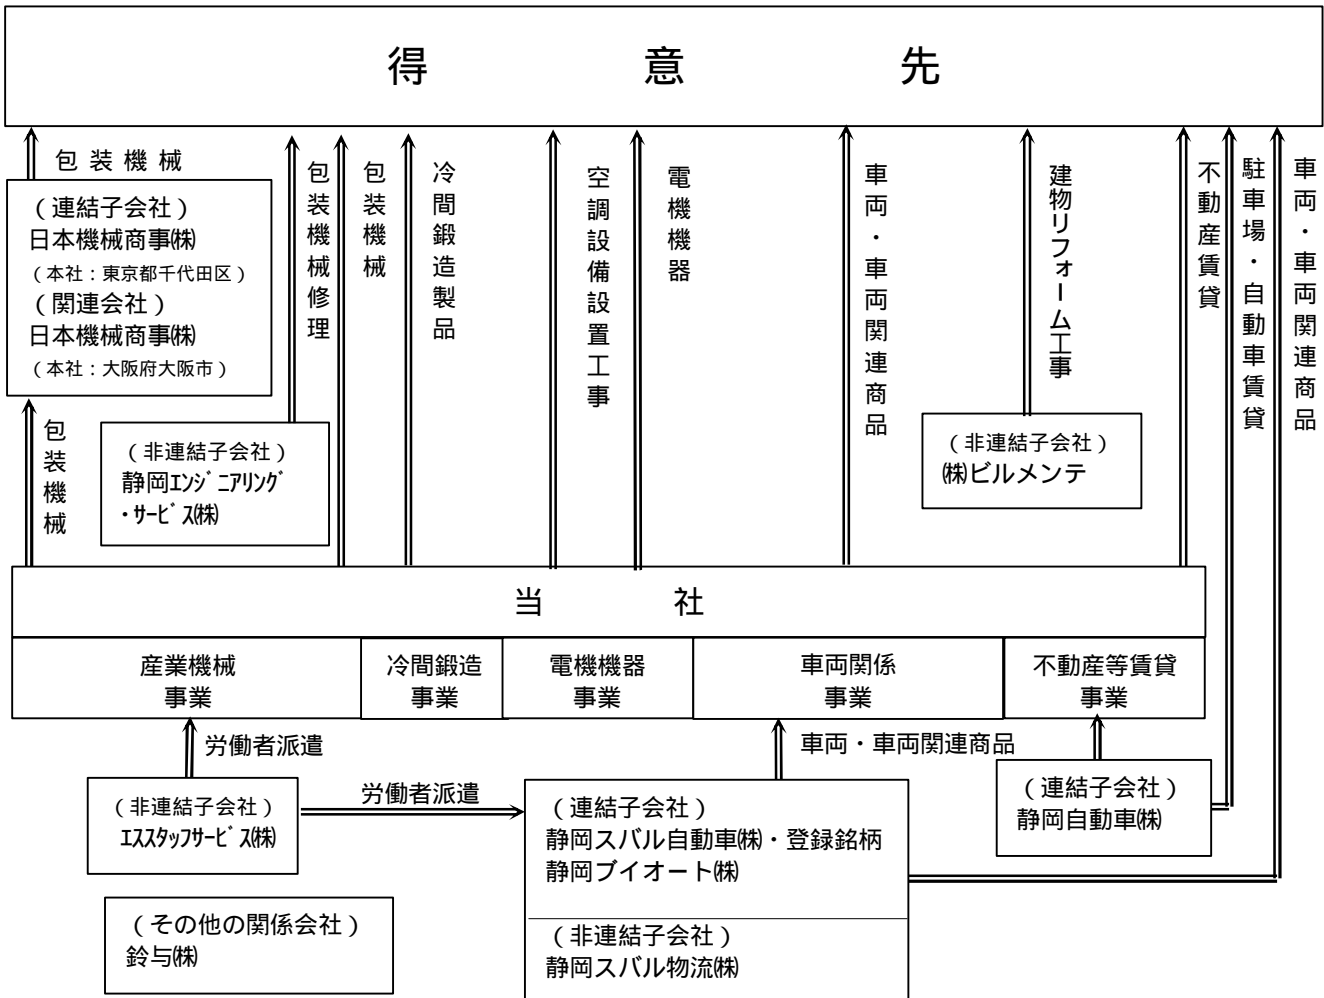 得意先
包装機械
（連結子会社）
日本機械商事㈱
（本社：東京都千代田区）
（関連会社）
日本機械商事㈱
（本社：大阪府大阪市）
包装機械修理
包装機械
冷間鍛造製品
空調設備設置工事
電機機器
車両・車両関連商品
建物リフォーム工事
不動産賃貸
駐車場・自動車賃貸
車両・車両関連商品
包装機械
（非連結子会社）
静岡ｴﾝｼﾞﾆｱﾘﾝｸﾞ
・ｻｰﾋﾞｽ㈱
（非連結子会社）
㈱ビルメンテ
当社
産業機械
事業
冷間鍛造
事業
電機機器
事業
車両関係
事業
不動産等賃貸
事業
労働者派遣
車両・車両関連商品
（非連結子会社）
ｴｽｽﾀｯﾌｻｰﾋﾞｽ㈱
労働者派遣
（連結子会社）
静岡スバル自動車㈱・登録銘柄
静岡ブイオート㈱
（非連結子会社）
静岡スバル物流㈱
（連結子会社）
静岡自動車㈱
（その他の関係会社）
鈴与㈱